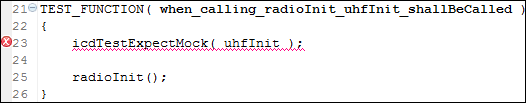 21 TEST_FUNCTION( when_calling_radioInit_uhfInit_shallBeCalled )
22 {
23     icdTestExpectMock( uhfInit );
24
25     radioInit();
26 }